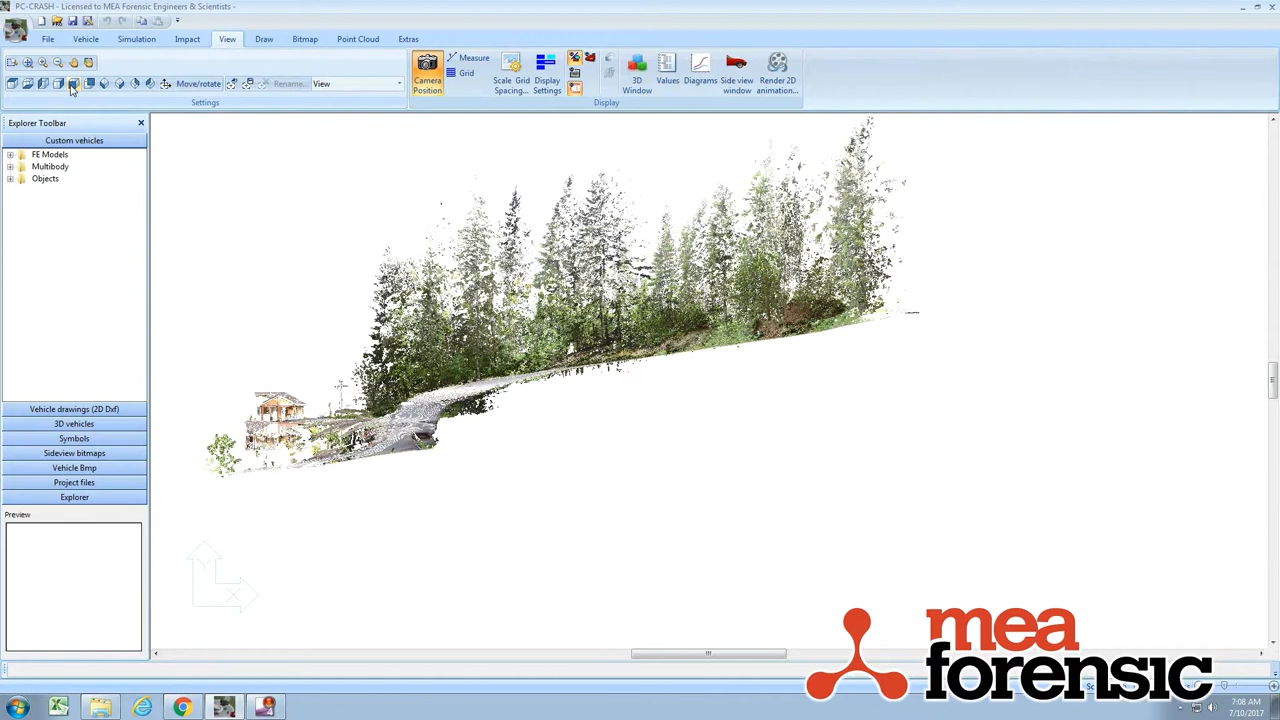 PC-CRASH - Licensed to MEA Forensic Engineers & Scientists -
File Vehicle Simulation Impact View Draw Bitmap Point Cloud Extras
Move/rotate Rename... View
Settings
Camera Position
Measure
Grid
Scale Grid Spacing...
Display Settings
3D Window
Values
Diagrams
Side view window
Render 2D animation...
Display
Explorer Toolbar
Custom vehicles
FE Models
Multibody
Objects
Vehicle drawings (2D Dxf)
3D vehicles
Symbols
Sideview bitmaps
Vehicle Bmp
Project files
Explorer
Preview
Y
X
mea
forensic
7:08 AM
7/10/2017